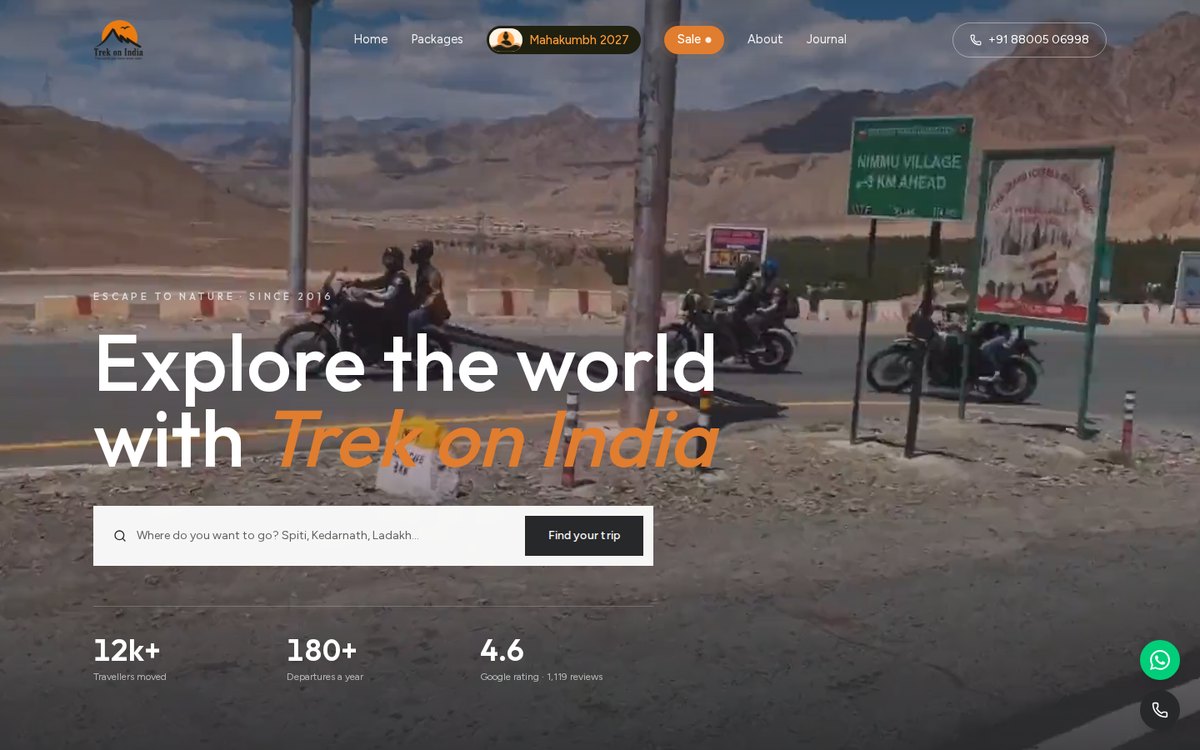 Trek on India
Home
Packages
Mahakumbh 2027
Sale
About
Journal
+91 88005 06998
NIMMU VILLAGE
3 KM AHEAD
ESCAPE TO NATURE · SINCE 2016
Explore the world
with Trek on India
Where do you want to go? Spiti, Kedarnath, Ladakh...
Find your trip
12k+
Travellers moved
180+
Departures a year
4.6
Google rating · 1,119 reviews